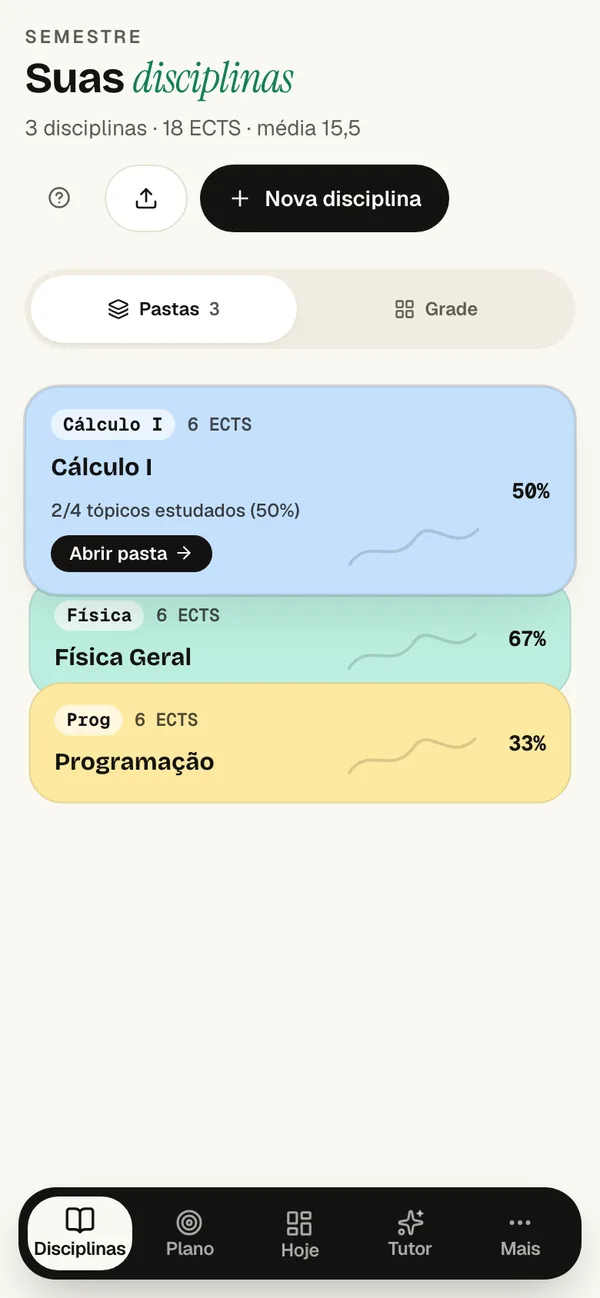 SEMESTRE
Suas disciplinas
3 disciplinas · 18 ECTS · média 15,5
Nova disciplina
Pastas 3
Grade
Cálculo I 6 ECTS
Cálculo I
50%
2/4 tópicos estudados (50%)
Abrir pasta →
Física 6 ECTS
67%
Física Geral
Prog 6 ECTS
33%
Programação
Disciplinas
Plano
Hoje
Tutor
Mais